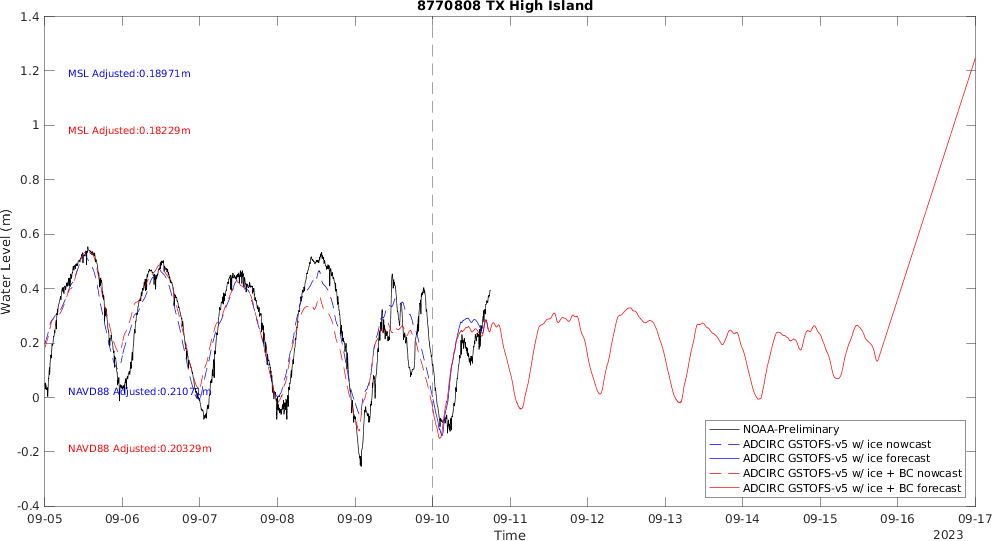 8770808 TX High Island
1.4
1.2
1
0.8
0.6
0.4
0.2
0
-0.2
-0.4
Water Level (m)
MSL Adjusted:0.18971m
MSL Adjusted:0.18229m
NAVD88 Adjusted:0.21071m
NAVD88 Adjusted:0.20329m
NOAA-Preliminary
ADCIRC GSTOFS-v5 w/ ice nowcast
ADCIRC GSTOFS-v5 w/ ice forecast
ADCIRC GSTOFS-v5 w/ ice + BC nowcast
ADCIRC GSTOFS-v5 w/ ice + BC forecast
09-05 09-06 09-07 09-08 09-09 09-10 09-11 09-12 09-13 09-14 09-15 09-16 09-17
Time
2023